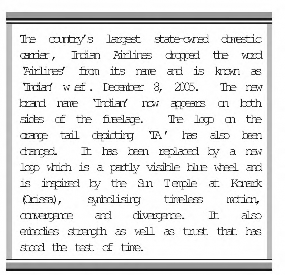 The country's largest state-owned domestic
carrier, Indian Airlines dropped the word
'Airlines' from its name and is known as
'Indian' w.e.f. December 8, 2005. The new
brand name 'Indian' now appears on both
sides of the fuselage. The logo on the
orange tail depicting 'IA' has also been
changed. It has been replaced by a new
logo which is a partly visible blue wheel and
is inspired by the Sun Temple at Konark
(Orissa), symbolising timeless motion,
convergence and divergence. It also
embodies strength as well as trust that has
stood the test of time.